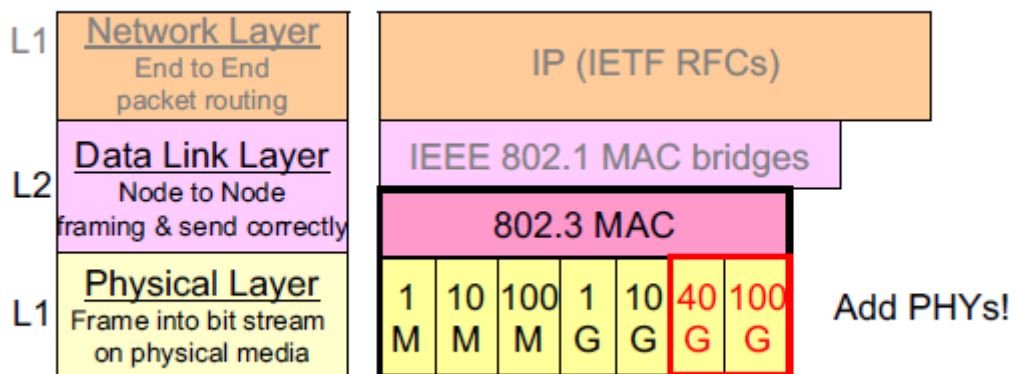 L1
Network Layer
End to End
packet routing
IP (IETF RFCs)
L2
Data Link Layer
Node to Node
framing & send correctly
IEEE 802.1 MAC bridges
802.3 MAC
L1
Physical Layer
Frame into bit stream
on physical media
1 10 100 1 10 40 100
M M M G G G G
Add PHYs!